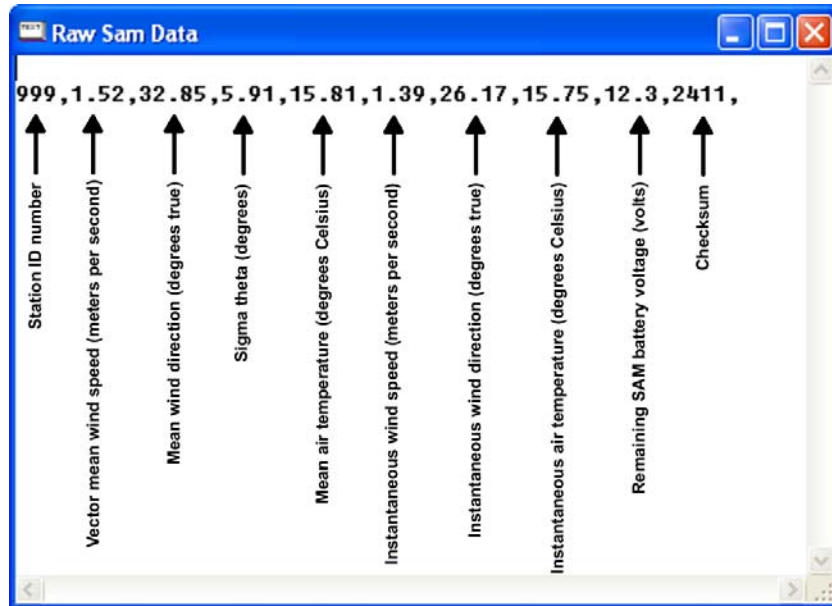 TEXT
Raw Sam Data
999,1.52,32.85,5.91,15.81,1.39,26.17,15.75,12.3,2411,
Station ID number
Vector mean wind speed (meters per second)
Mean wind direction (degrees true)
Sigma theta (degrees)
Mean air temperature (degrees Celsius)
Instantaneous wind speed (meters per second)
Instantaneous wind direction (degrees true)
Instantaneous air temperature (degrees Celsius)
Remaining SAM battery voltage (volts)
Checksum